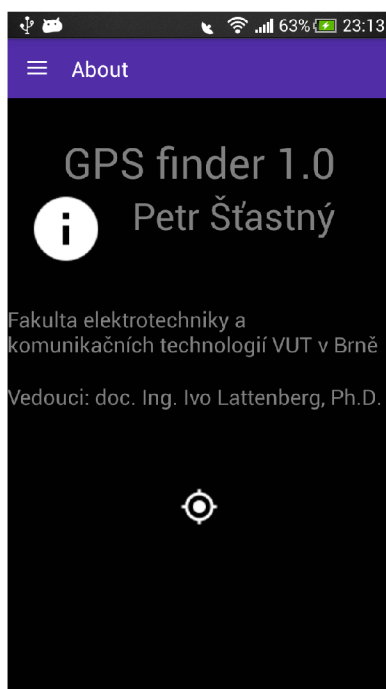 63% 23:13
About
GPS finder 1.0
Petr Šťastný
Fakulta elektrotechniky a
komunikačních technologií VUT v Brně
Vedouci: doc. Ing. Ivo Lattenberg, Ph.D.